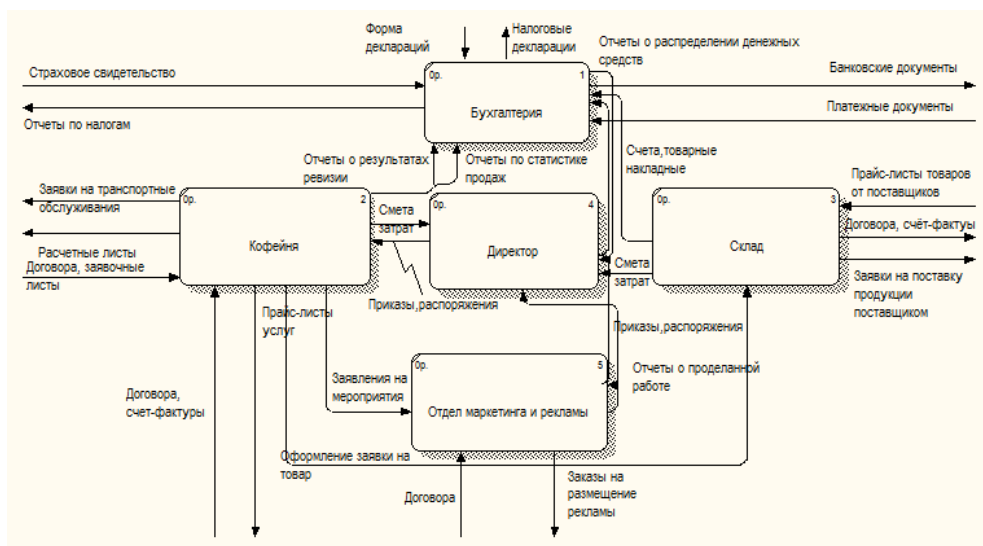 Форма
деклараций
Налоговые
декларации
Отчеты о распределении денежных
средств
Страховое свидетельство
Банковские документы
0р.
1
Бухгалтерия
Отчеты по налогам
Платежные документы
Отчеты о результатах
ревизии
Отчеты по статистике
продаж
Счета,товарные
накладные
Прайс-листы товаров
от поставщиков
Заявки на транспортные
обслуживания
0р.
2
Кофейня
Смета
затрат
0р.
4
Директор
0р.
3
Склад
Договора, счёт-фактуы
Расчетные листы
Договора, заявочные
листы
Смета
затрат
Заявки на поставку
продукции
поставщиком
Прайс-листы
услуг
Приказы,распоряжения
Приказы,распоряжения
Договора,
счет-фактуры
Заявления на
мероприятия
0р.
5
Отдел маркетинга и рекламы
Отчеты о проделанной
работе
Оформление заявки на
товар
Договора
Заказы на
размещение
рекламы